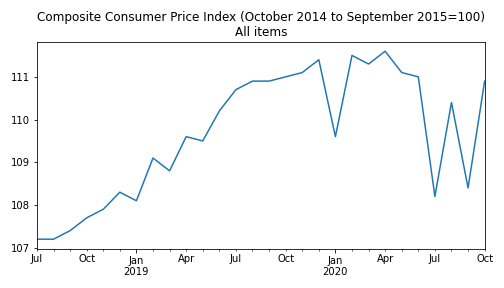 Composite Consumer Price Index (October 2014 to September 2015=100)
All items
111
110
109
108
107
Jul Oct Jan Apr Jul Oct Jan Apr Jul Oct
2019 2020